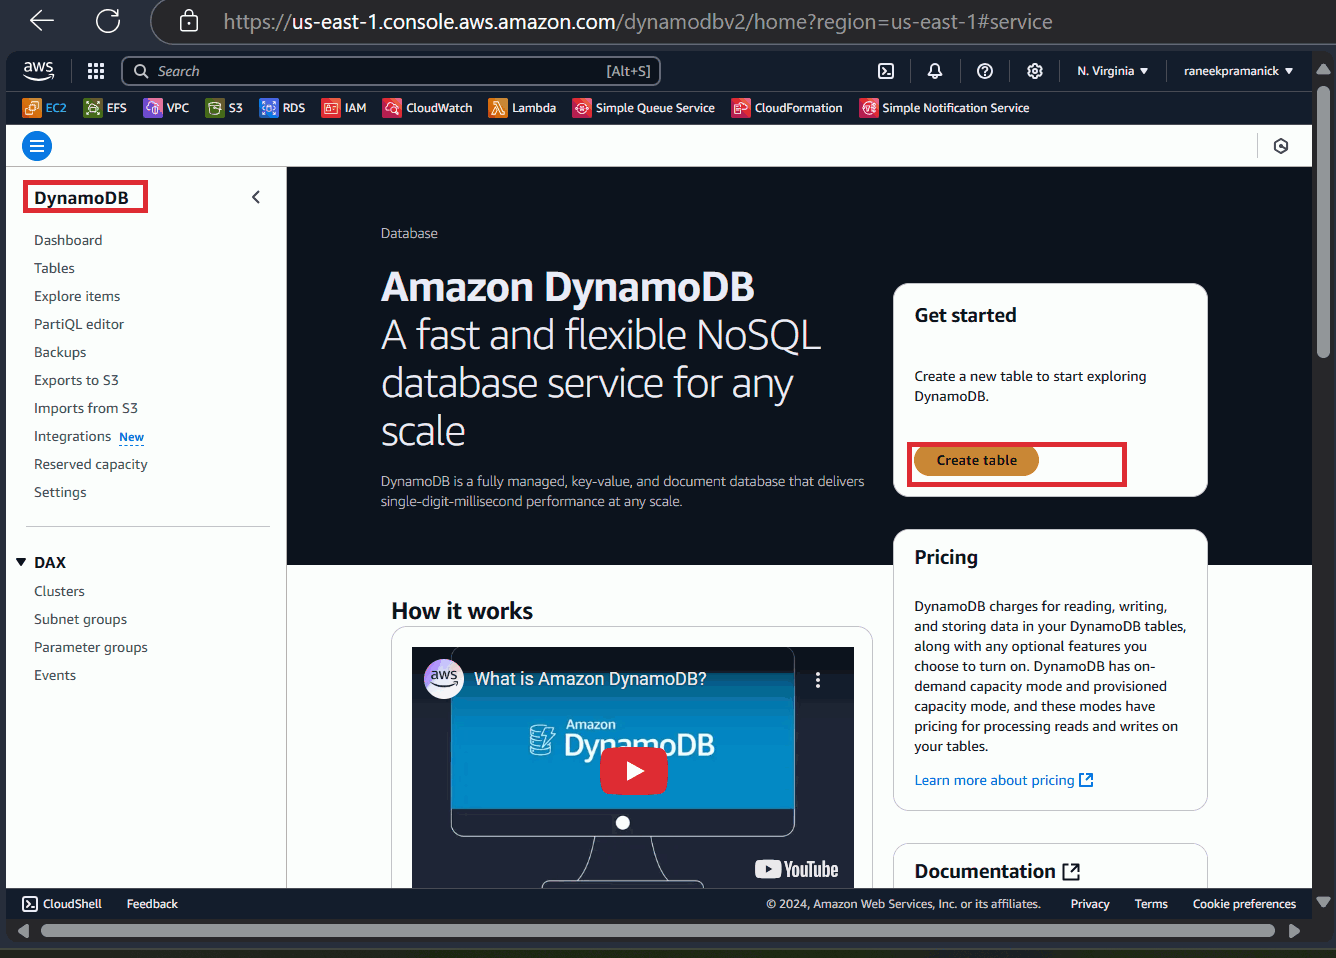 https://us-east-1.console.aws.amazon.com/dynamodbv2/home?region=us-east-1#service
aws
Search
[Alt+S]
N. Virginia
raneekpramanick
EC2
EFS
VPC
S3
RDS
IAM
CloudWatch
Lambda
Simple Queue Service
CloudFormation
Simple Notification Service
DynamoDB
Dashboard
Tables
Explore items
PartiQL editor
Backups
Exports to S3
Imports from S3
Integrations New
Reserved capacity
Settings
DAX
Clusters
Subnet groups
Parameter groups
Events
Database
Amazon DynamoDB
A fast and flexible NoSQL
database service for any
scale
DynamoDB is a fully managed, key-value, and document database that delivers
single-digit-millisecond performance at any scale.
Get started
Create a new table to start exploring
DynamoDB.
Create table
Pricing
DynamoDB charges for reading, writing,
and storing data in your DynamoDB tables,
along with any optional features you
choose to turn on. DynamoDB has on-
demand capacity mode and provisioned
capacity mode, and these modes have
pricing for processing reads and writes on
your tables.
Learn more about pricing
Documentation
How it works
aws
What is Amazon DynamoDB?
Amazon
DynamoDB
YouTube
CloudShell
Feedback
© 2024, Amazon Web Services, Inc. or its affiliates.
Privacy
Terms
Cookie preferences